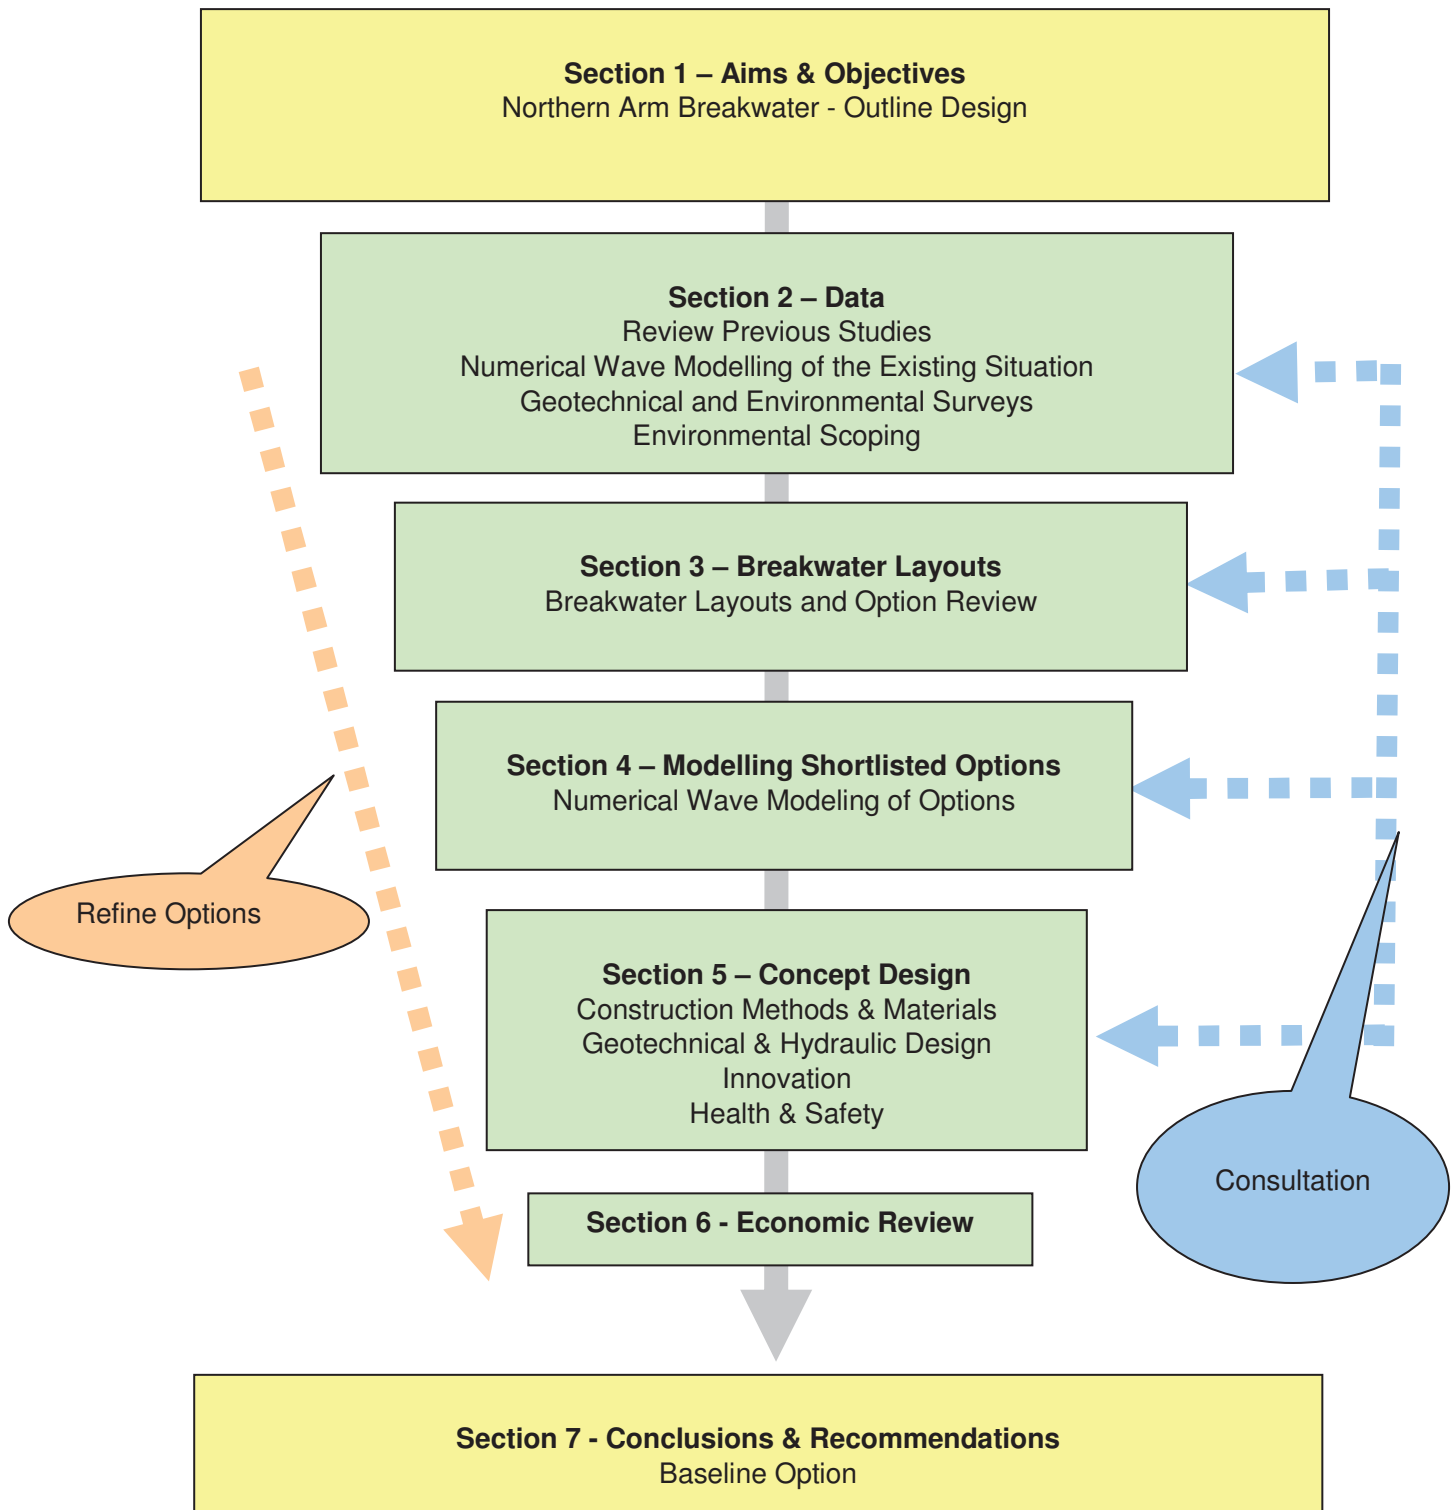 Section 1 – Aims & Objectives
Northern Arm Breakwater - Outline Design
Section 2 – Data
Review Previous Studies
Numerical Wave Modelling of the Existing Situation
Geotechnical and Environmental Surveys
Environmental Scoping
Section 3 – Breakwater Layouts
Breakwater Layouts and Option Review
Section 4 – Modelling Shortlisted Options
Numerical Wave Modeling of Options
Refine Options
Section 5 – Concept Design
Construction Methods & Materials
Geotechnical & Hydraulic Design
Innovation
Health & Safety
Consultation
Section 6 - Economic Review
Section 7 - Conclusions & Recommendations
Baseline Option